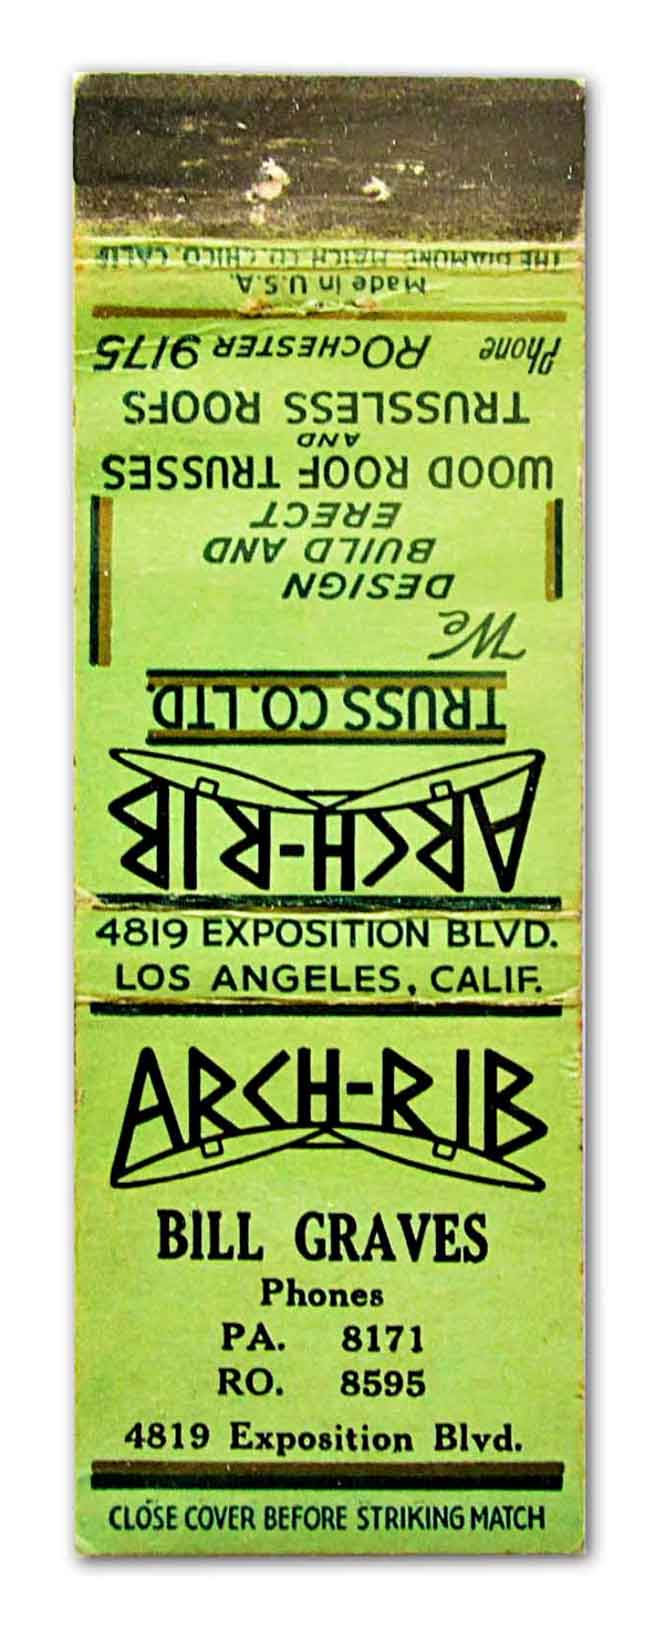 4819 EXPOSITION BLVD.
LOS ANGELES, CALIF.
ARCH-RIB
BILL GRAVES
Phones
PA. 8171
RO. 8595
4819 Exposition Blvd.
CLOSE COVER BEFORE STRIKING MATCH
ARCH-RIB
TRUSS CO. LTD.
We
DESIGN
BUILD AND
ERECT
WOOD ROOF TRUSSES
AND
TRUSSLESS ROOFS
Phone ROCHESTER 9175
Made in U.S.A.
THE DIAMOND MATCH CO. CHICO, CALIF